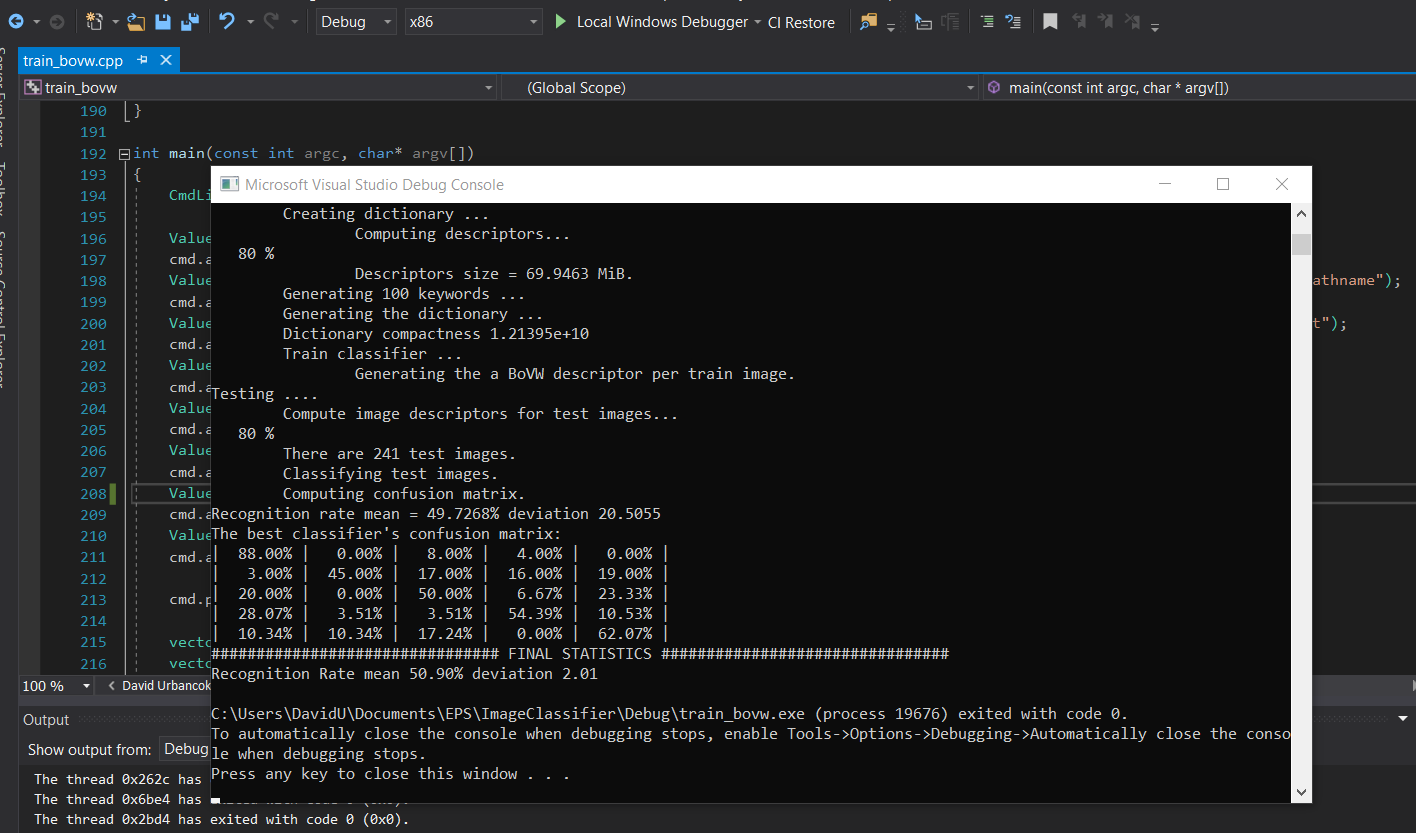 Debug x86 Local Windows Debugger CI Restore
train_bovw.cpp
train_bovw (Global Scope) main(const int argc, char * argv[])
190 }
191
192 int main(const int argc, char* argv[])
193 {
194 CmdLi
195
196 Value
197 cmd.a
198 Value athname");
199 cmd.a
200 Value t");
201 cmd.a
202 Value
203 cmd.a
204 Value
205 cmd.a
206 Value
207 cmd.a
208 Value
209 cmd.a
210 Value
211 cmd.a
212
213 cmd.p
214
215 vecto
216 vecto
100 % David Urbancok
Microsoft Visual Studio Debug Console
Creating dictionary ...
Computing descriptors...
80 %
Descriptors size = 69.9463 MiB.
Generating 100 keywords ...
Generating the dictionary ...
Dictionary compactness 1.21395e+10
Train classifier ...
Generating the a BoVW descriptor per train image.
Testing ....
Compute image descriptors for test images...
80 %
There are 241 test images.
Classifying test images.
Computing confusion matrix.
Recognition rate mean = 49.7268% deviation 20.5055
The best classifier's confusion matrix:
| 88.00% | 0.00% | 8.00% | 4.00% | 0.00% |
| 3.00% | 45.00% | 17.00% | 16.00% | 19.00% |
| 20.00% | 0.00% | 50.00% | 6.67% | 23.33% |
| 28.07% | 3.51% | 3.51% | 54.39% | 10.53% |
| 10.34% | 10.34% | 17.24% | 0.00% | 62.07% |
################################ FINAL STATISTICS ################################
Recognition Rate mean 50.90% deviation 2.01
C:\Users\DavidU\Documents\EPS\ImageClassifier\Debug\train_bovw.exe (process 19676) exited with code 0.
To automatically close the console when debugging stops, enable Tools->Options->Debugging->Automatically close the conso
le when debugging stops.
Press any key to close this window . . .
Output
Show output from: Debug
The thread 0x262c has
The thread 0x6be4 has exited with code 0 (0x0).
The thread 0x2bd4 has exited with code 0 (0x0).